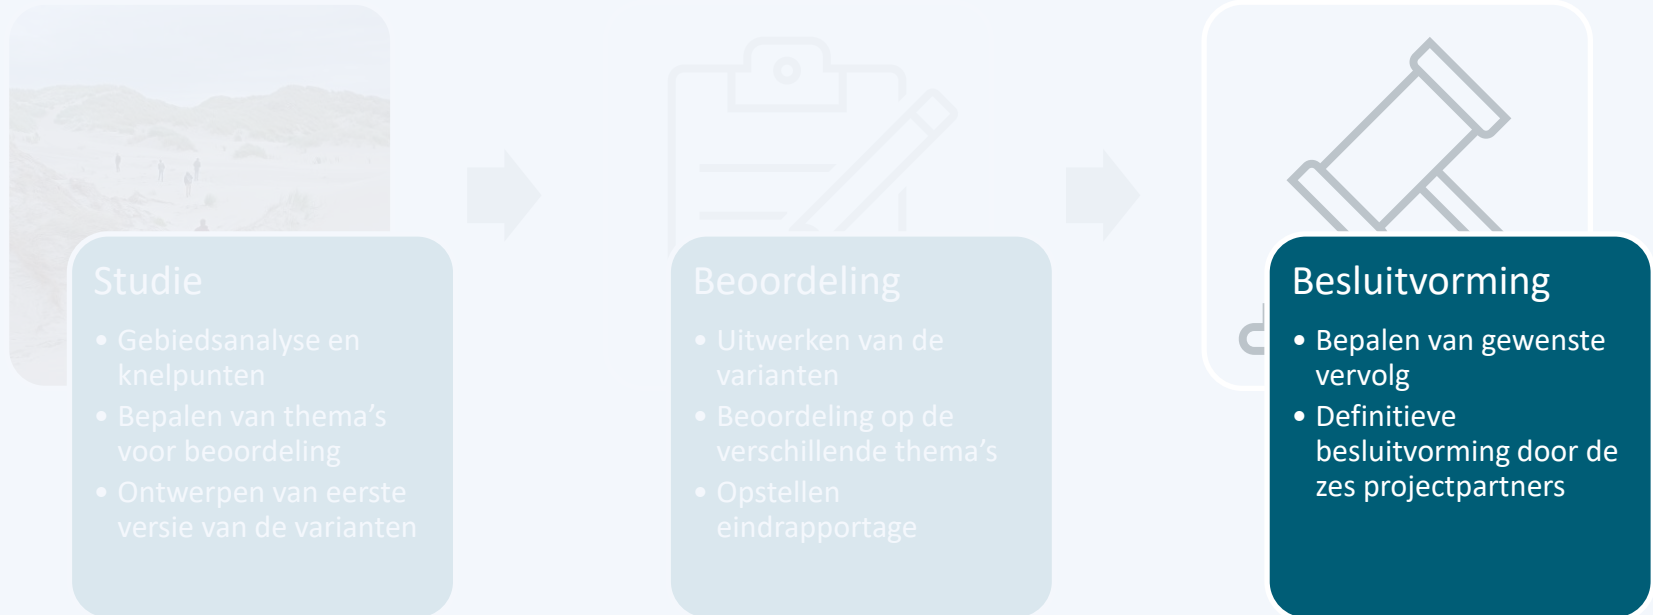 Studie
• Gebiedsanalyse en
knelpunten
• Bepalen van thema's
voor beoordeling
• Ontwerpen van eerste
versie van de varianten
Beoordeling
• Uitwerken van de
varianten
• Beoordeling op de
verschillende thema's
• Opstellen
eindrapportage
Besluitvorming
• Bepalen van gewenste
vervolg
• Definitieve
besluitvorming door de
zes projectpartners